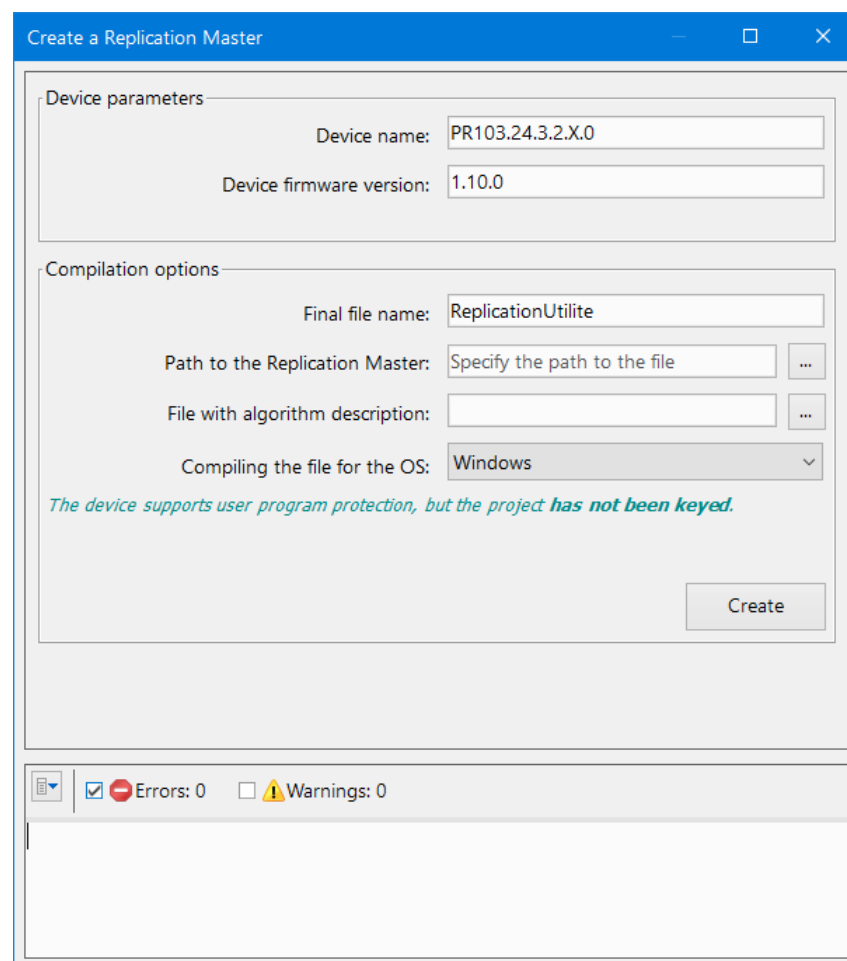 Create a Replication Master
Device parameters
Device name: PR103.24.3.2.X.0
Device firmware version: 1.10.0
Compilation options
Final file name: ReplicationUtilite
Path to the Replication Master: Specify the path to the file ...
File with algorithm description: ...
Compiling the file for the OS: Windows
The device supports user program protection, but the project has not been keyed.
Create
Errors: 0 Warnings: 0